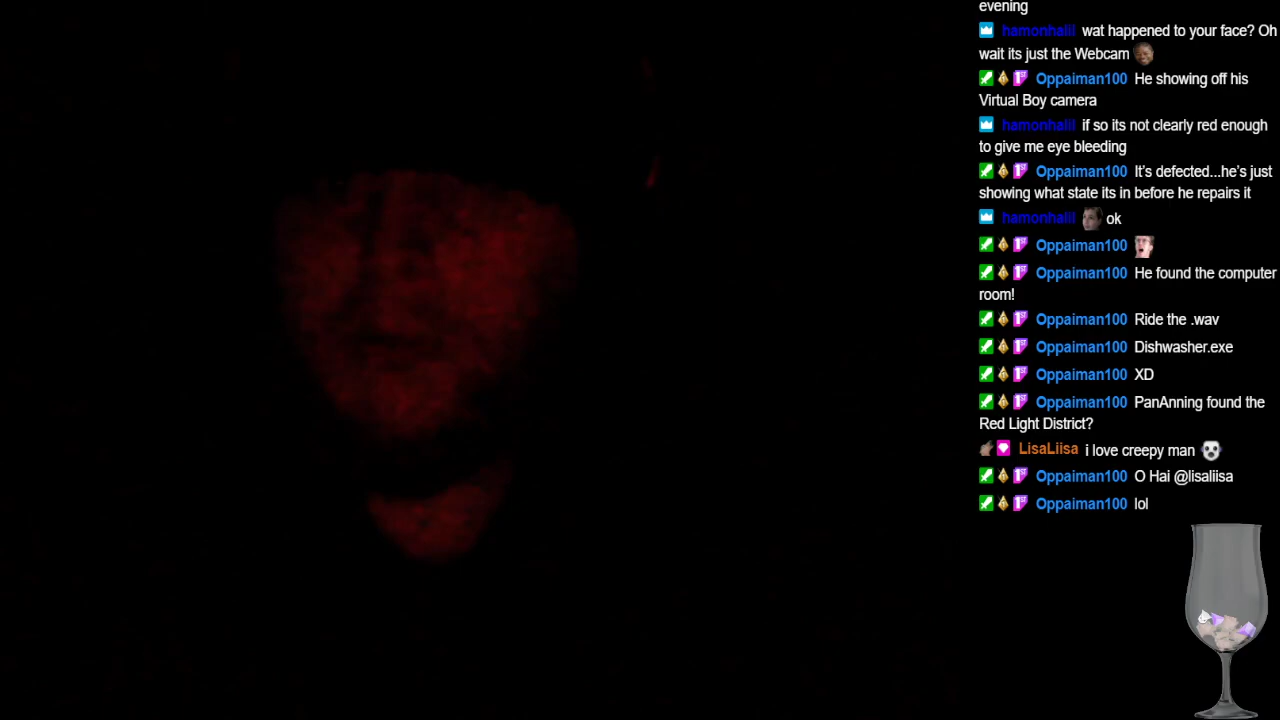 evening
hamonhalll wat happened to your face? Oh
wait its just the Webcam
Oppaiman100 He showing off his
Virtual Boy camera
hamonhalll if so its not clearly red enough
to give me eye bleeding
Oppaiman100 It's defected...he's just
showing what state its in before he repairs it
hamonhalll ok
Oppaiman100
Oppaiman100 He found the computer
room!
Oppaiman100 Ride the .wav
Oppaiman100 Dishwasher.exe
Oppaiman100 XD
Oppaiman100 PanAnning found the
Red Light District?
LisaLiisa i love creepy man
Oppaiman100 O Hai @lisaliisa
Oppaiman100 lol